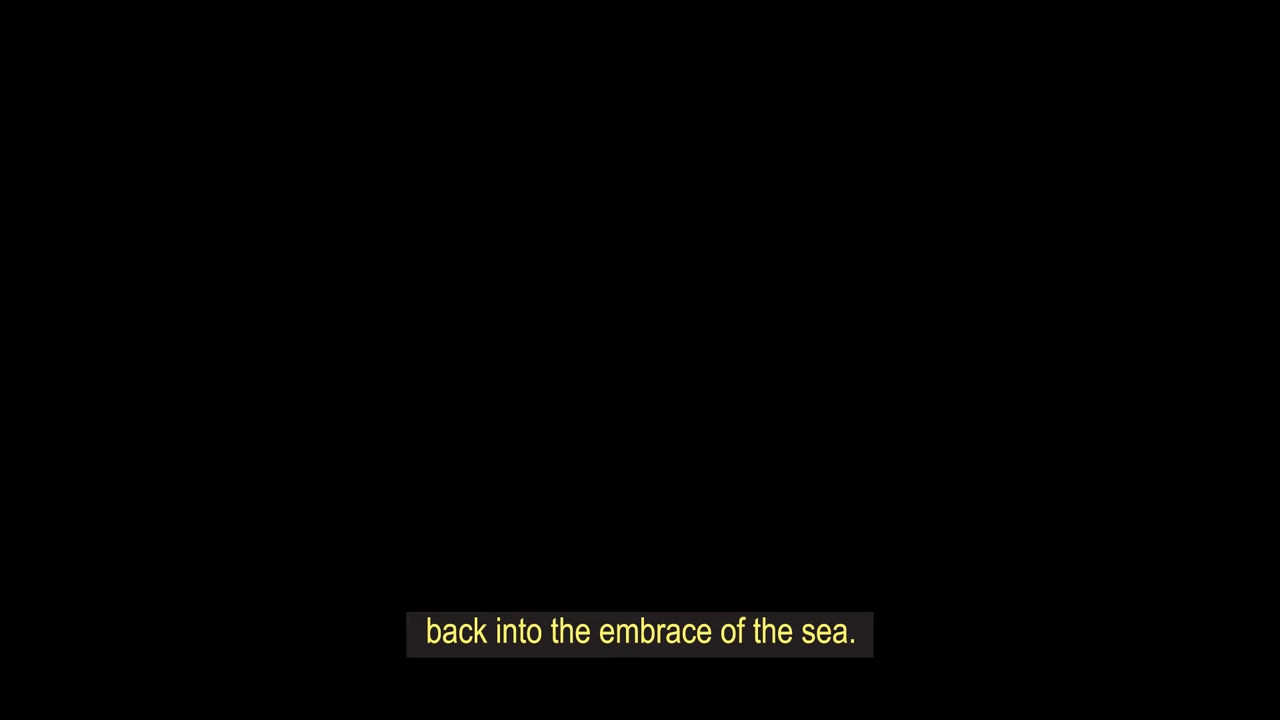 back into the embrace of the sea.